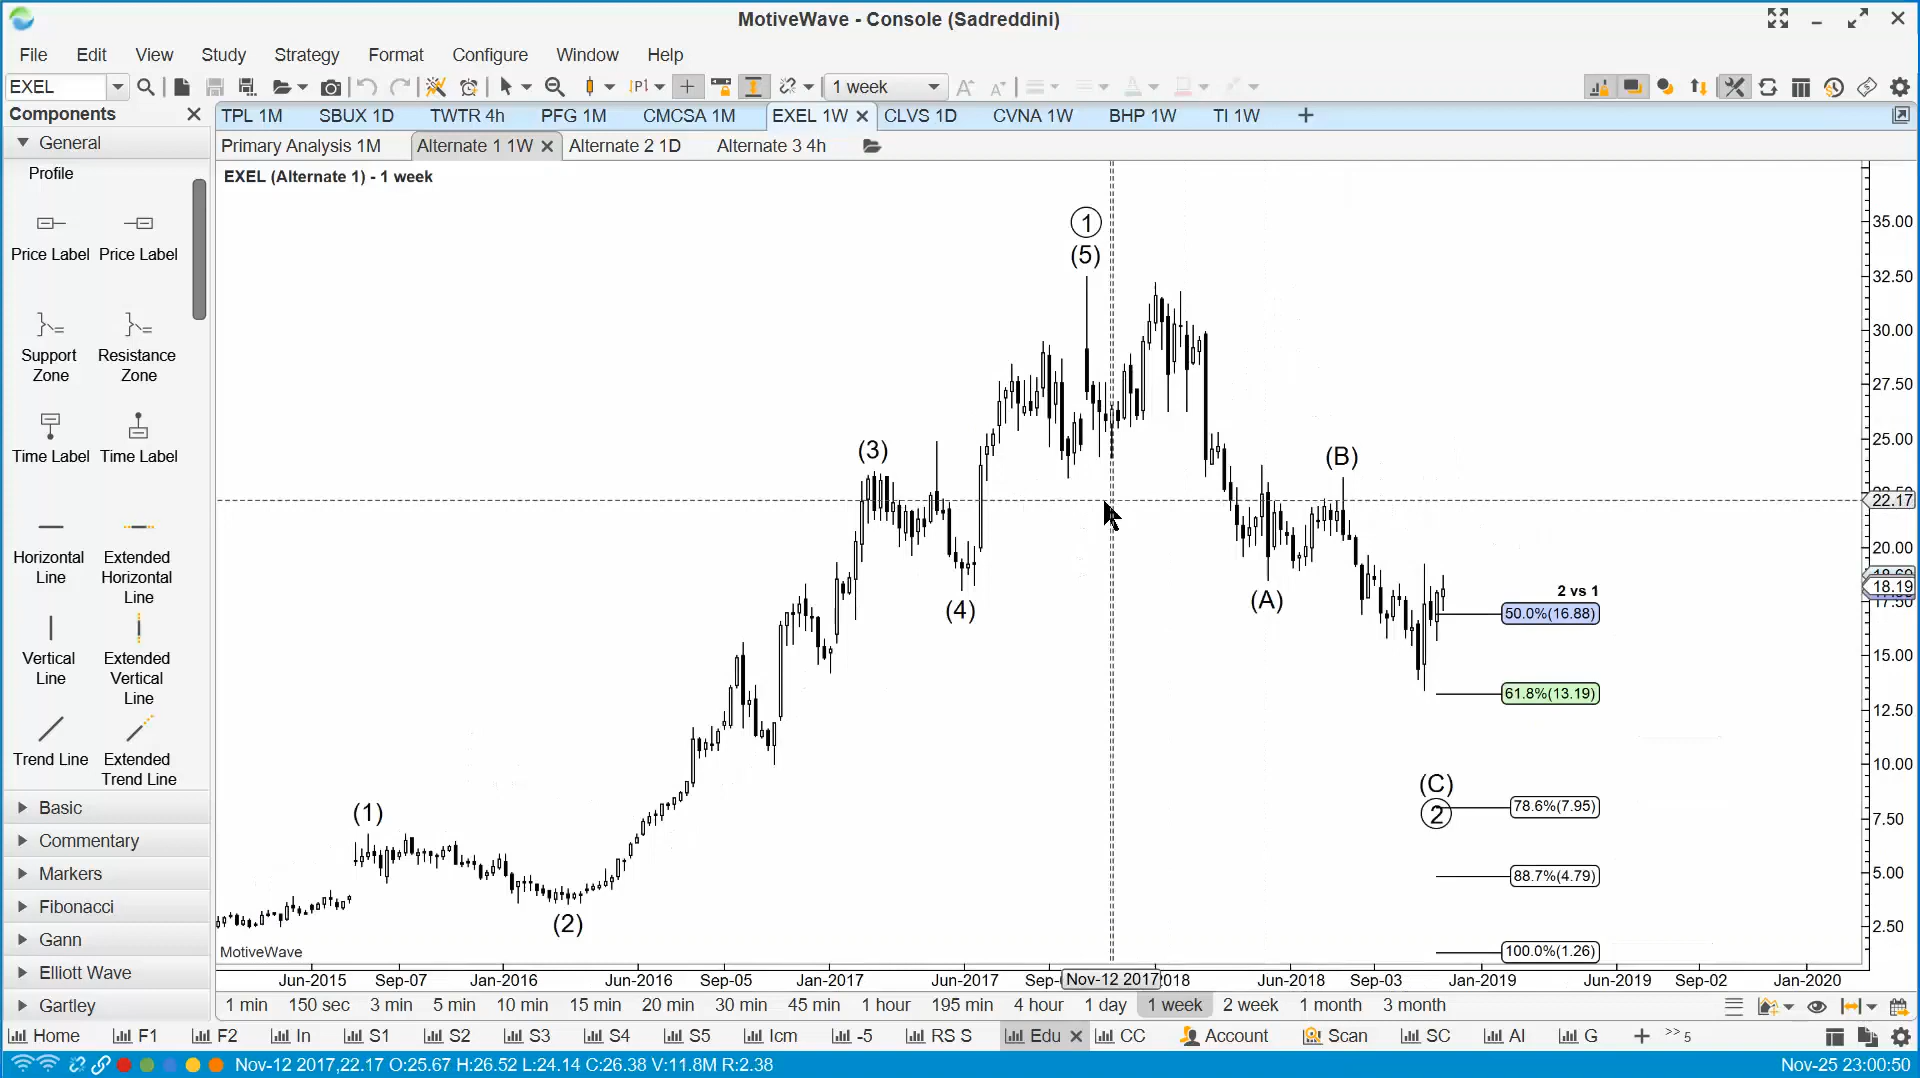 MotiveWave - Console (Sadreddini)
File Edit View Study Strategy Format Configure Window Help
EXEL 1 week
Components
TPL 1M SBUX 1D TWTR 4h PFG 1M CMCSA 1M EXEL 1W CLVS 1D CVNA 1W BHP 1W TI 1W
General
Primary Analysis 1M Alternate 1 1W Alternate 2 1D Alternate 3 4h
Profile
Price Label Price Label
Support Zone
Resistance Zone
Time Label Time Label
Horizontal Line
Extended Horizontal Line
Vertical Line
Extended Vertical Line
Trend Line
Extended Trend Line
Basic
Commentary
Markers
Fibonacci
Gann
Elliott Wave
Gartley
EXEL (Alternate 1) - 1 week
1
(5)
(3)
(B)
(4)
(A)
2 vs 1
50.0%(16.88)
61.8%(13.19)
(C)
2
78.6%(7.95)
(1)
88.7%(4.79)
(2)
100.0%(1.26)
MotiveWave
35.00
32.50
30.00
27.50
25.00
22.17
20.00
18.19
17.50
15.00
12.50
10.00
7.50
5.00
2.50
Jun-2015 Sep-07 Jan-2016 Jun-2016 Sep-05 Jan-2017 Jun-2017 Nov-12 2017 Jun-2018 Sep-03 Jan-2019 Jun-2019 Sep-02 Jan-2020
1 min 150 sec 3 min 5 min 10 min 15 min 20 min 30 min 45 min 1 hour 195 min 4 hour 1 day 1 week 2 week 1 month 3 month
Home F1 F2 In S1 S2 S3 S4 S5 Icm -5 RS S Edu CC Account Scan SC AI G >> 5
Nov-12 2017,22.17 O:25.67 H:26.52 L:24.14 C:26.38 V:11.8M R:2.38
Nov-25 23:00:50